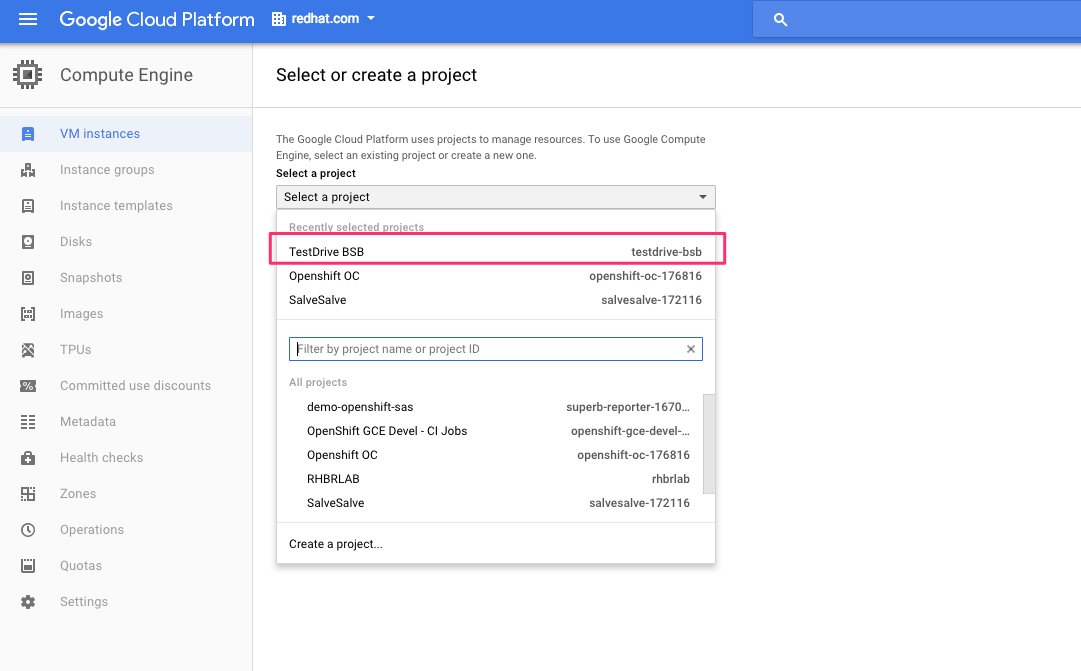 Google Cloud Platform redhat.com
Compute Engine
Select or create a project
VM instances
Instance groups
Instance templates
Disks
Snapshots
Images
TPUs
Committed use discounts
Metadata
Health checks
Zones
Operations
Quotas
Settings
The Google Cloud Platform uses projects to manage resources. To use Google Compute
Engine, select an existing project or create a new one.
Select a project
Select a project
Recently selected projects
TestDrive BSB testdrive-bsb
Openshift OC openshift-oc-176816
SalveSalve salvesalve-172116
Filter by project name or project ID
All projects
demo-openshift-sas superb-reporter-1670...
OpenShift GCE Devel - CI Jobs openshift-gce-devel-...
Openshift OC openshift-oc-176816
RHBRLAB rhbrlab
SalveSalve salvesalve-172116
Create a project...